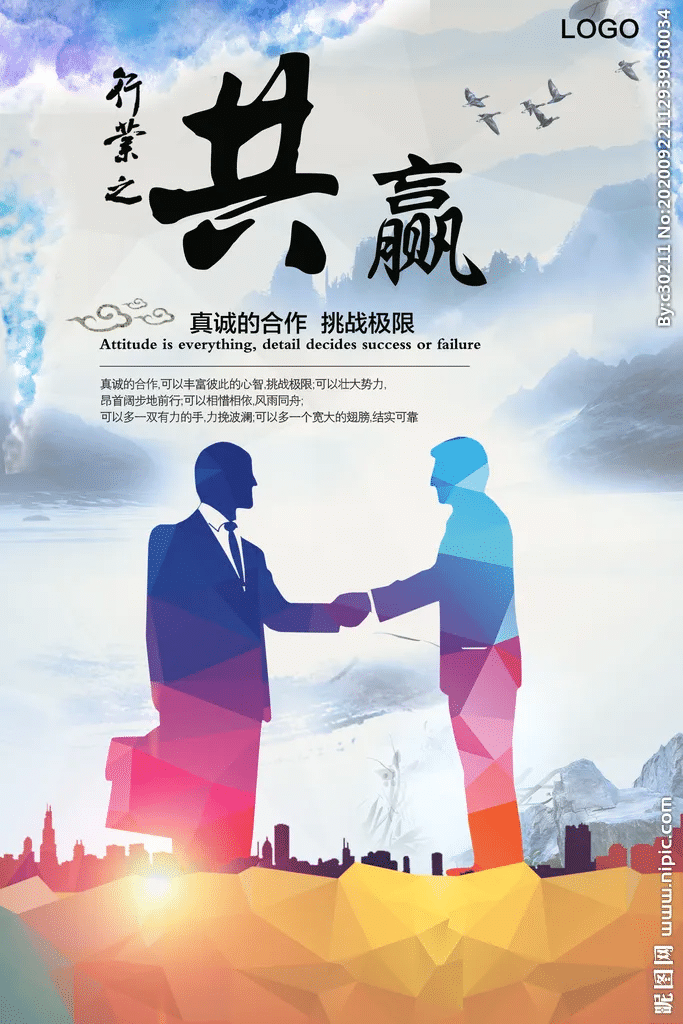 LOGO
行业之
共赢
真诚的合作 挑战极限
Attitude is everything, detail decides success or failure
真诚的合作,可以丰富彼此的心智,挑战极限;可以壮大势力,
昂首阔步地前行;可以相惜相依,风雨同舟;
可以多一双有力的手,力挽波澜;可以多一个宽大的翅膀,结实可靠
By:c30211 No:20200922112939030034
昵图网 www.nipic.com